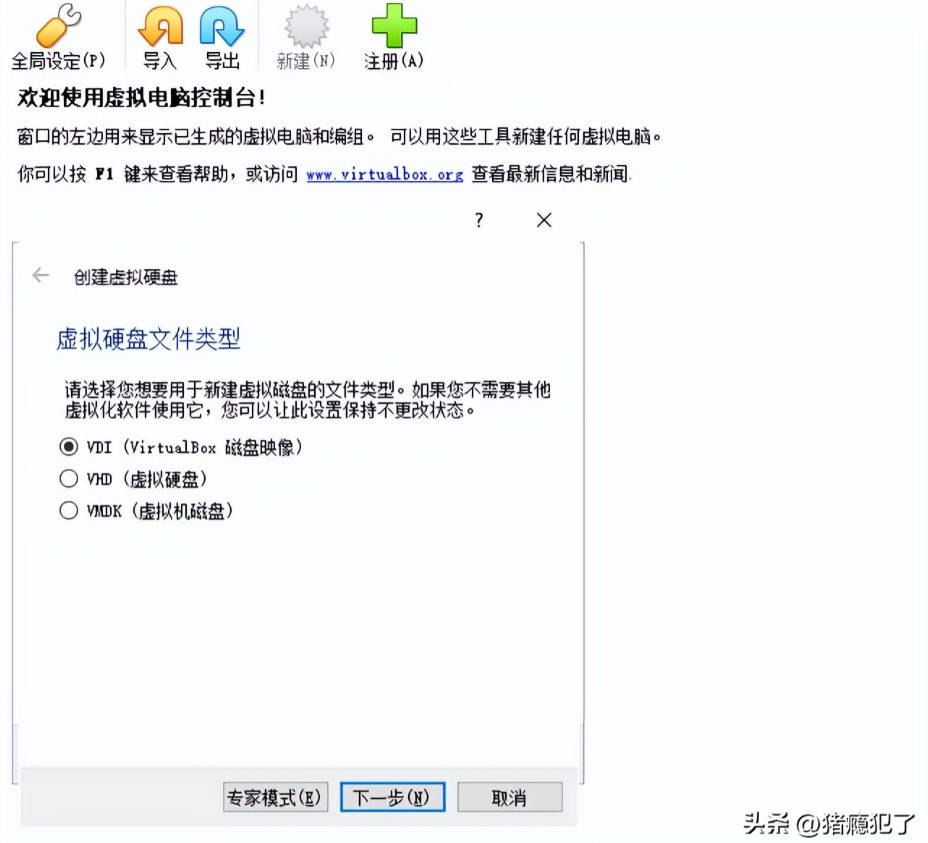 全局设定(P) 导入 导出 新建(N) 注册(A)
欢迎使用虚拟电脑控制台!
窗口的左边用来显示已生成的虚拟电脑和编组。 可以用这些工具新建任何虚拟电脑。
你可以按 F1 键来查看帮助，或访问 www.virtualbox.org 查看最新信息和新闻.
?
创建虚拟硬盘
虚拟硬盘文件类型
请选择您想要用于新建虚拟磁盘的文件类型。如果您不需要其他
虚拟化软件使用它，您可以让此设置保持不更改状态。
VDI (VirtualBox 磁盘映像)
VHD (虚拟硬盘)
VMDK (虚拟机磁盘)
专家模式(E) 下一步(N) 取消
头条 @猪瘾犯了